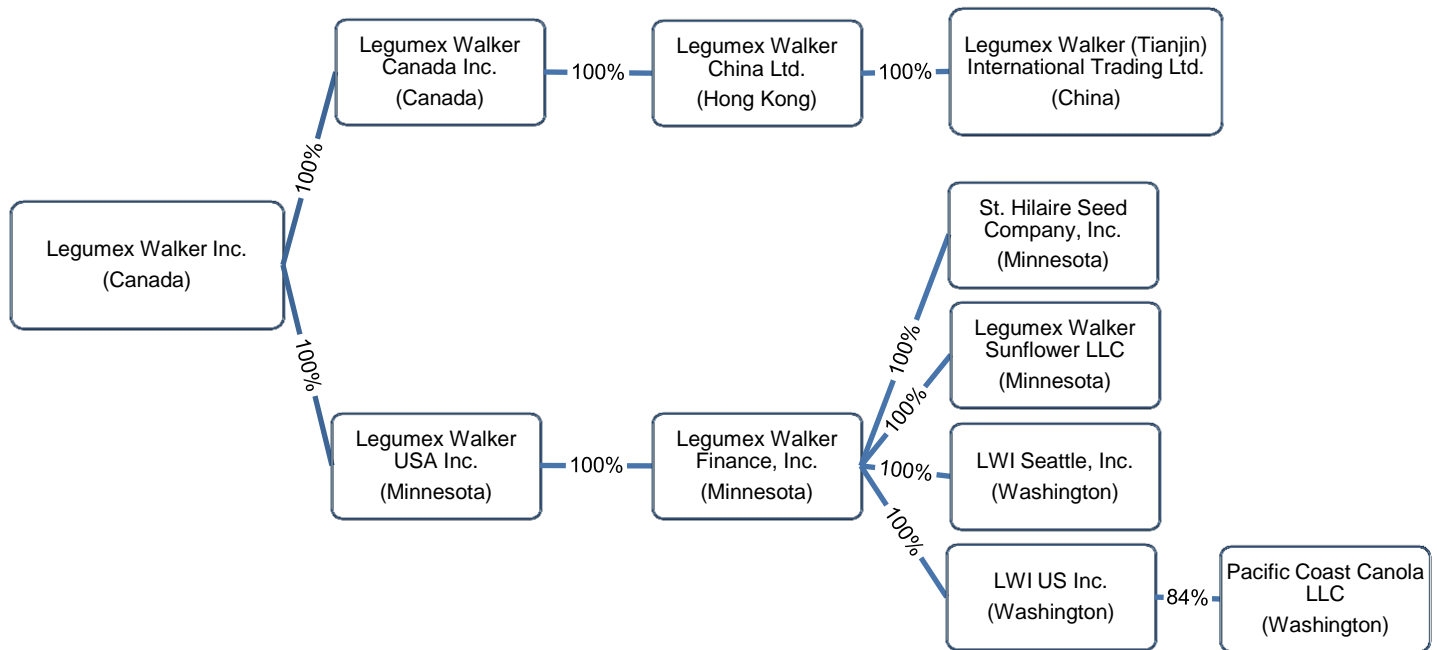 Legumex Walker Inc.
(Canada)
100%
100%
Legumex Walker
Canada Inc.
(Canada)
100%
Legumex Walker
China Ltd.
(Hong Kong)
100%
Legumex Walker (Tianjin)
International Trading Ltd.
(China)
Legumex Walker
USA Inc.
(Minnesota)
100%
Legumex Walker
Finance, Inc.
(Minnesota)
100%
100%
100%
100%
St. Hilaire Seed
Company, Inc.
(Minnesota)
Legumex Walker
Sunflower LLC
(Minnesota)
LWI Seattle, Inc.
(Washington)
LWI US Inc.
(Washington)
84%
Pacific Coast Canola
LLC
(Washington)